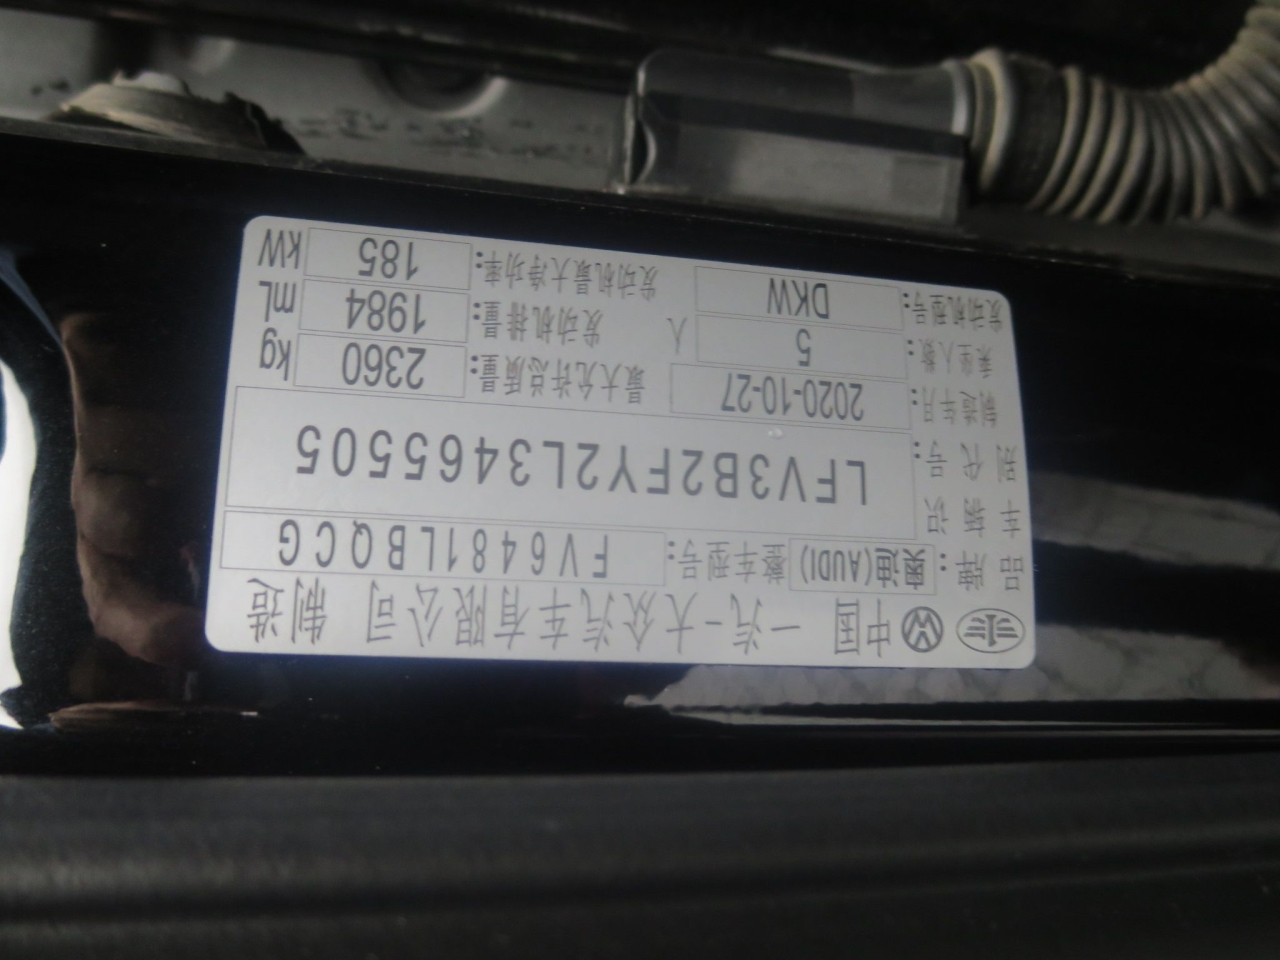 中国 一汽-大众汽车有限公司 制造
品牌: 奥迪(AUDI) 整车型号: FV6481LBQCG
车辆识别代号: LFV3B2FY2L3465505
制造年月: 2020-10-27 最大允许总质量: 2360 kg
乘坐人数: 5 人 发动机排量: 1984 mL
发动机型号: DKW 发动机最大净功率: 185 kW